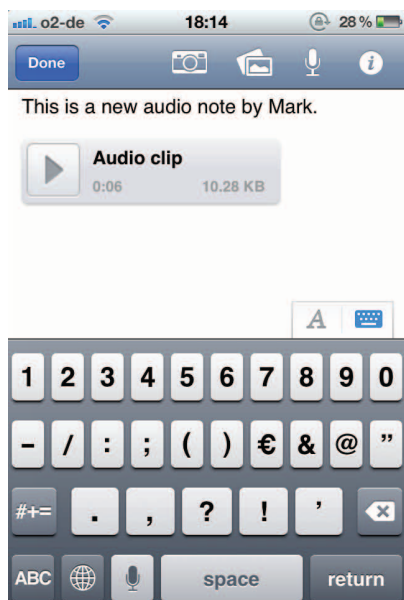 o2-de 18:14 28 %
Done
This is a new audio note by Mark.
Audio clip
0:06 10.28 KB
A
1 2 3 4 5 6 7 8 9 0
- / : ; ( ) € & @ ”
#+= . , ? ! ’
ABC space return